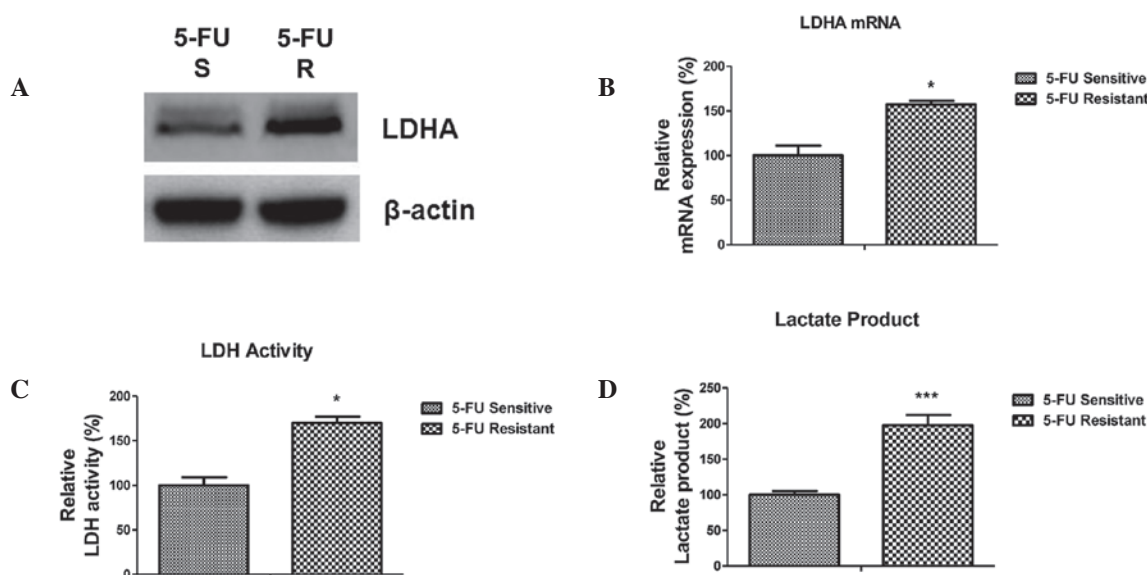 A
5-FU 5-FU
S R
LDHA
β-actin
B
LDHA mRNA
Relative
mRNA expression (%)
200
150
100
50
0
*
5-FU Sensitive
5-FU Resistant
C
LDH Activity
Relative
LDH activity (%)
200
150
100
50
0
*
5-FU Sensitive
5-FU Resistant
D
Lactate Product
Relative
Lactate product (%)
250
200
150
100
50
0
***
5-FU Sensitive
5-FU Resistant